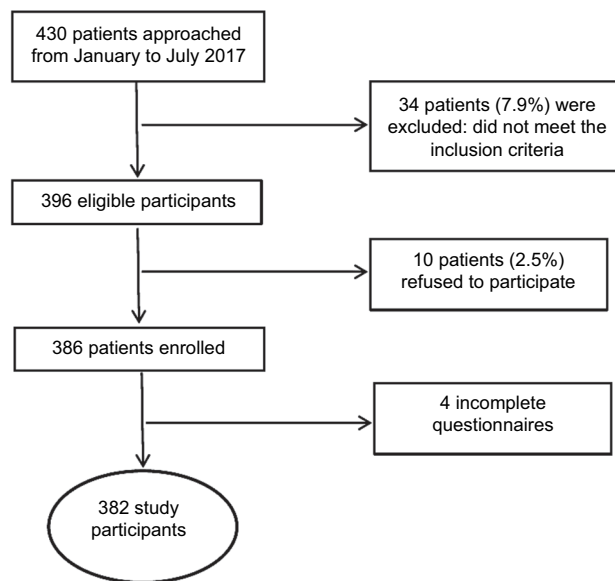 430 patients approached
from January to July 2017
34 patients (7.9%) were
excluded: did not meet the
inclusion criteria
396 eligible participants
10 patients (2.5%)
refused to participate
386 patients enrolled
4 incomplete
questionnaires
382 study
participants